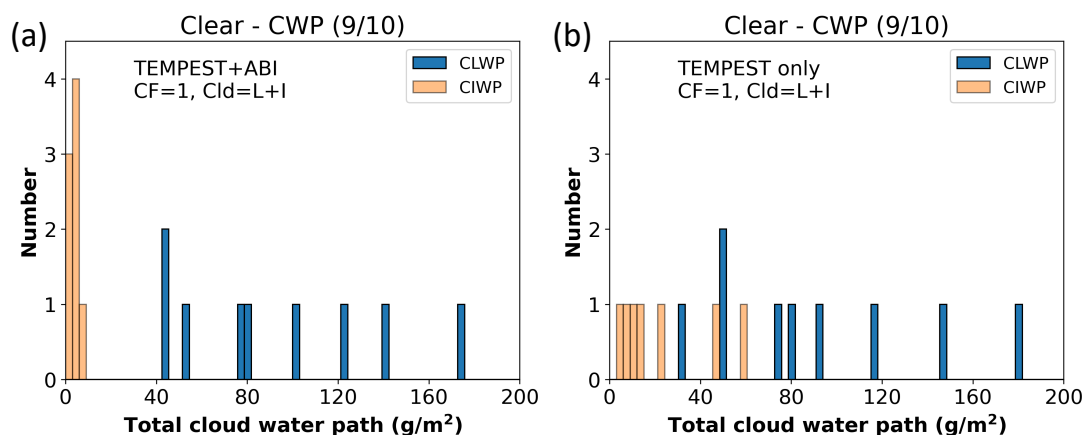 (a)
Clear - CWP (9/10)
TEMPEST+ABI
CF=1, Cld=L+I
CLWP
CIWP
Number
4
3
2
1
0
0 40 80 120 160 200
Total cloud water path (g/m²)
(b)
Clear - CWP (9/10)
TEMPEST only
CF=1, Cld=L+I
CLWP
CIWP
Number
4
3
2
1
0
0 40 80 120 160 200
Total cloud water path (g/m²)